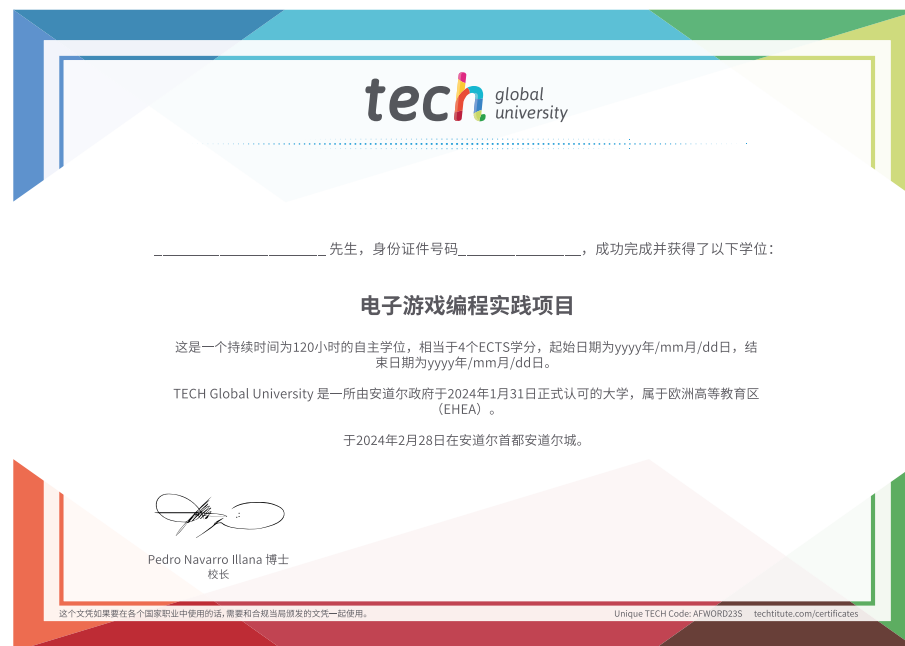 tech global university
_____________________ 先生，身份证件号码_______________，成功完成并获得了以下学位：
电子游戏编程实践项目
这是一个持续时间为120小时的自主学位，相当于4个ECTS学分，起始日期为yyyy年/mm月/dd日，结
束日期为yyyy年/mm月/dd日。
TECH Global University 是一所由安道尔政府于2024年1月31日正式认可的大学，属于欧洲高等教育区
（EHEA）。
于2024年2月28日在安道尔首都安道尔城。
Pedro Navarro Illana 博士
校长
这个文凭如果要在各个国家职业中使用的话，需要和合规当局颁发的文凭一起使用。
Unique TECH Code: AFWORD23S techtitute.com/certificates